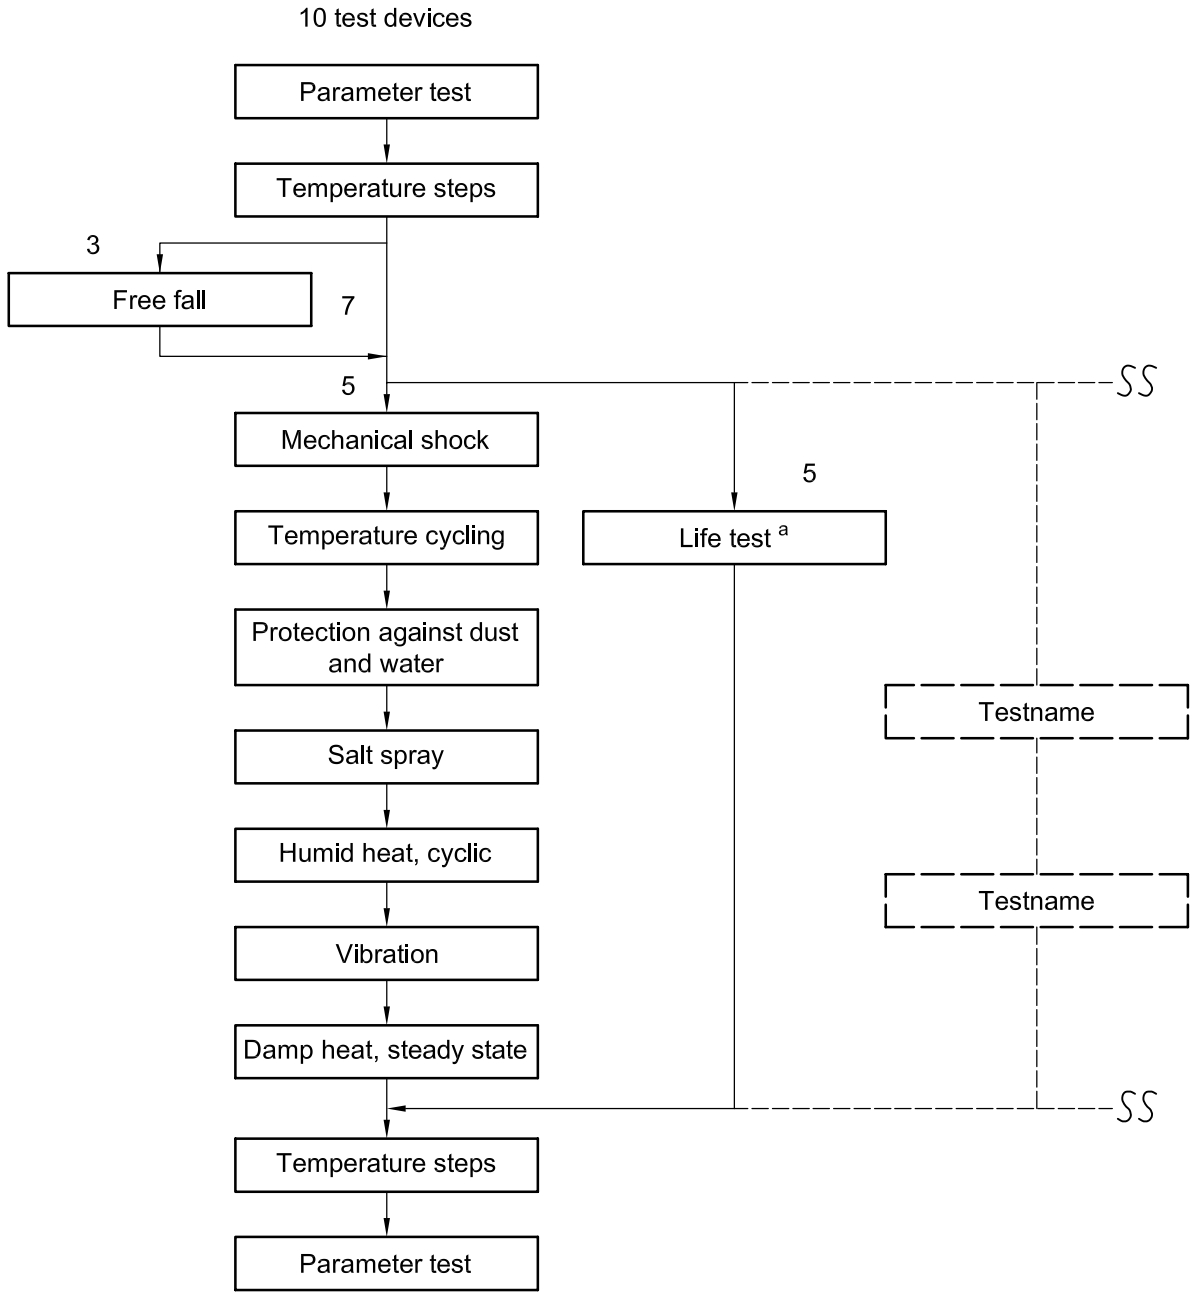 10 test devices
Parameter test
Temperature steps
3
Free fall
7
5
Mechanical shock
5
Temperature cycling
Life test a
Protection against dust
and water
Testname
Salt spray
Humid heat, cyclic
Testname
Vibration
Damp heat, steady state
Temperature steps
Parameter test